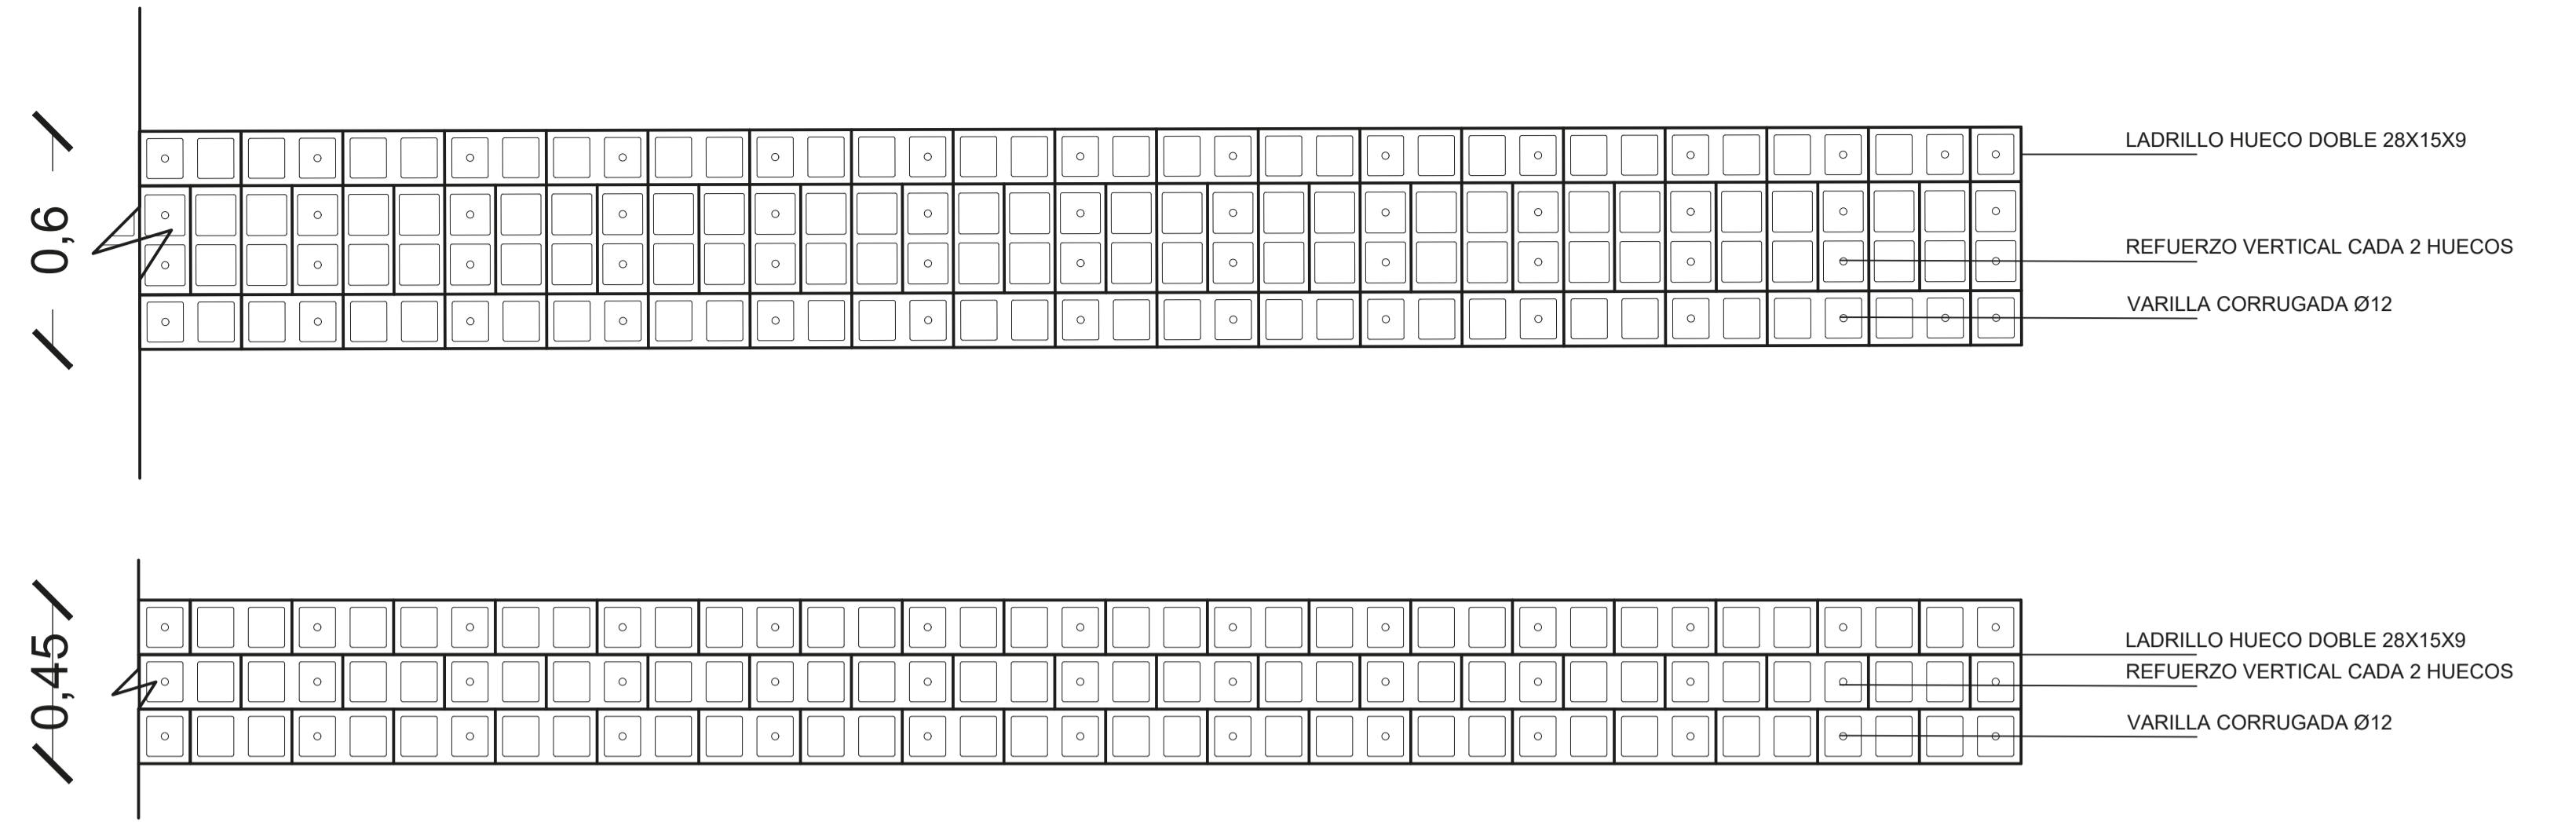 0,6
LADRILLO HUECO DOBLE 28X15X9
REFUERZO VERTICAL CADA 2 HUECOS
VARILLA CORRUGADA Ø12
0,45
LADRILLO HUECO DOBLE 28X15X9
REFUERZO VERTICAL CADA 2 HUECOS
VARILLA CORRUGADA Ø12